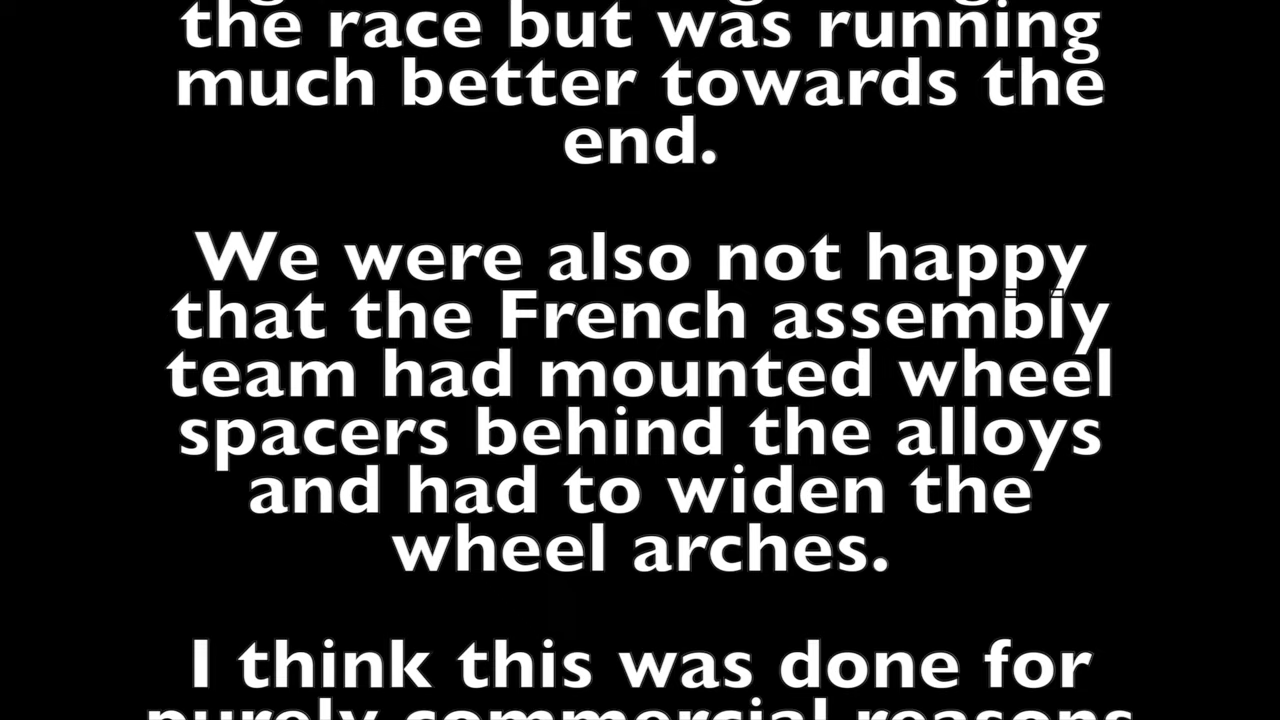 the race but was running
much better towards the
end.
We were also not happy
that the French assembly
team had mounted wheel
spacers behind the alloys
and had to widen the
wheel arches.
I think this was done for
purely commercial reasons